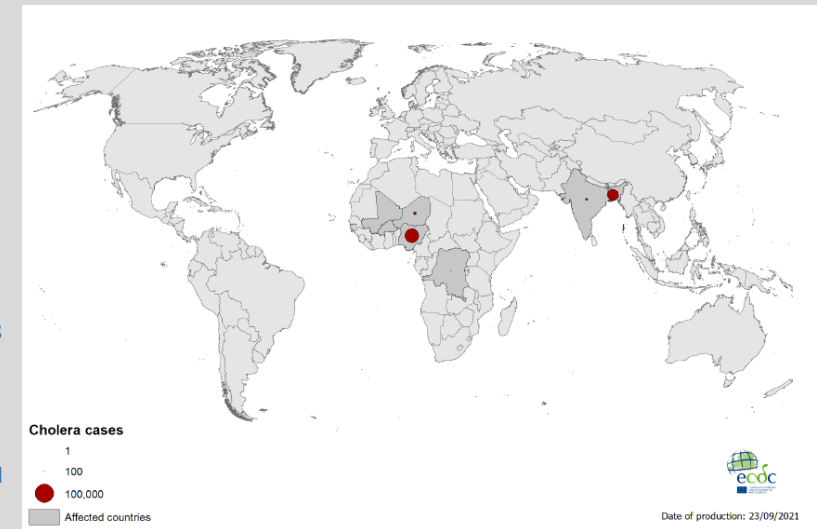 Cholera cases
1
100
100,000
Affected countries
ecdc
Date of production: 23/09/2021